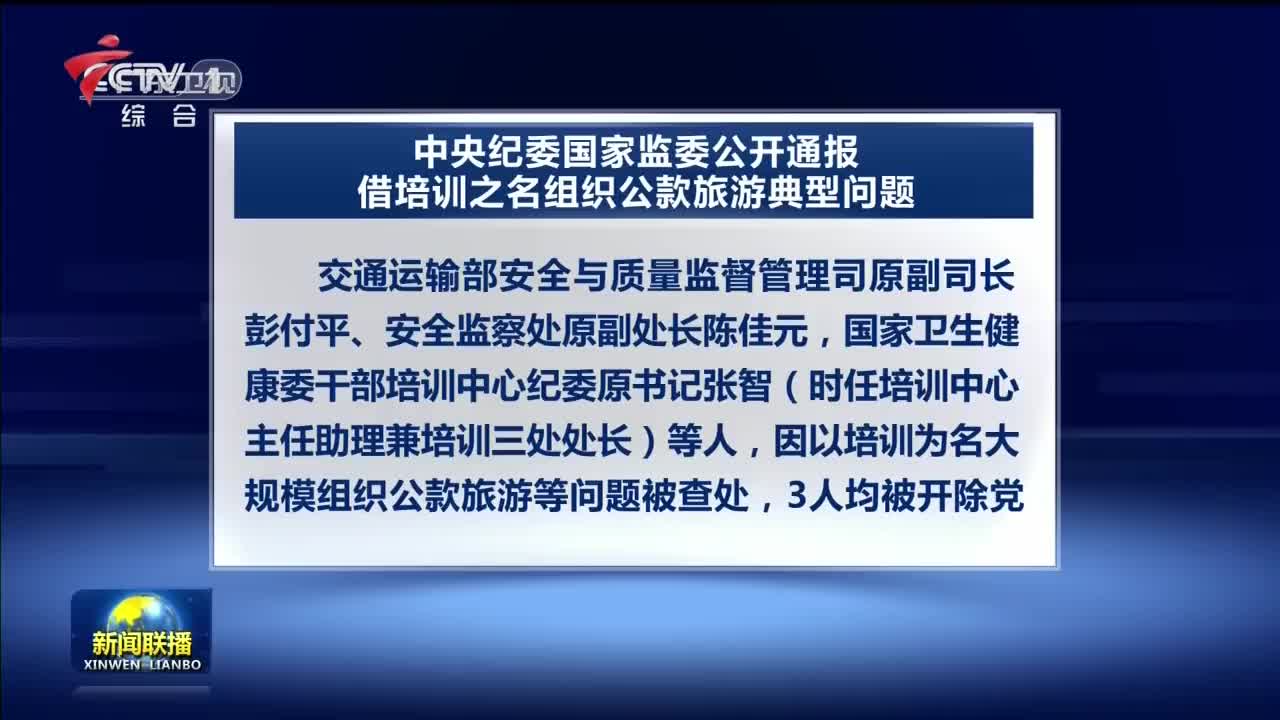 CCTV 1
卫视
综合
中央纪委国家监委公开通报
借培训之名组织公款旅游典型问题
交通运输部安全与质量监督管理司原副司长
彭付平、安全监察处原副处长陈佳元，国家卫生健
康委干部培训中心纪委原书记张智（时任培训中心
主任助理兼培训三处处长）等人，因以培训为名大
规模组织公款旅游等问题被查处，3人均被开除党
新闻联播
XINWEN LIANBO